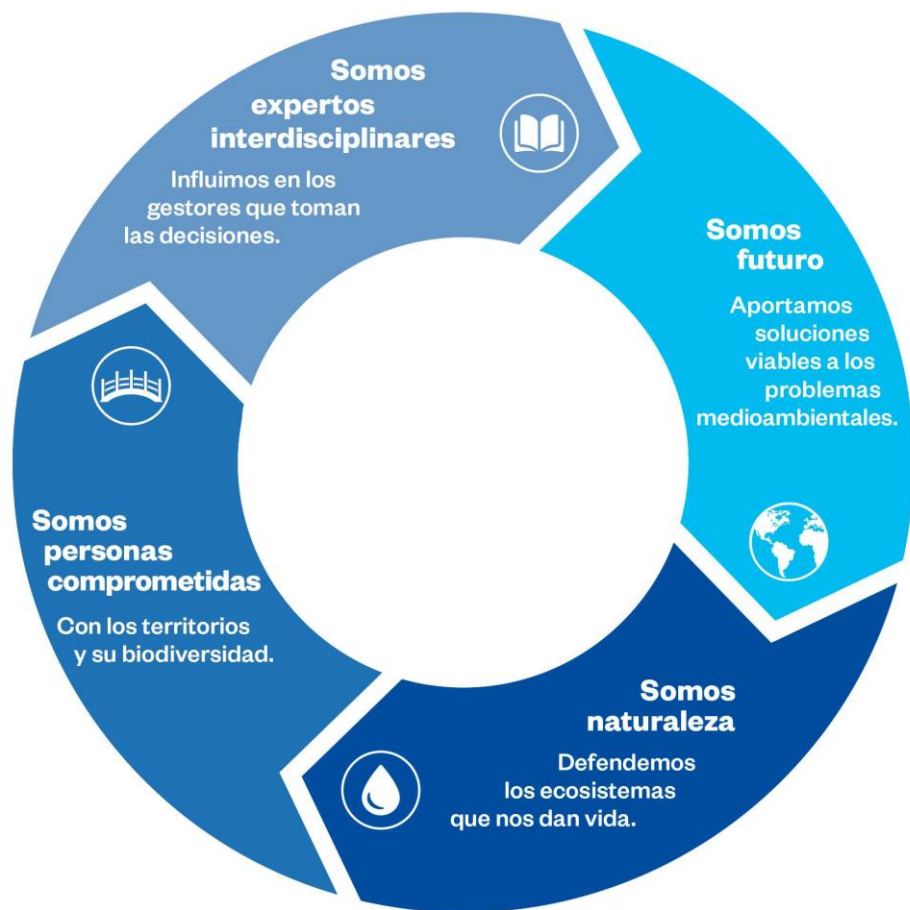 Somos
expertos
interdisciplinares
Influimos en los
gestores que toman
las decisiones.
Somos
futuro
Aportamos
soluciones
viables a los
problemas
medioambientales.
Somos
naturaleza
Defendemos
los ecosistemas
que nos dan vida.
Somos
personas
comprometidas
Con los territorios
y su biodiversidad.